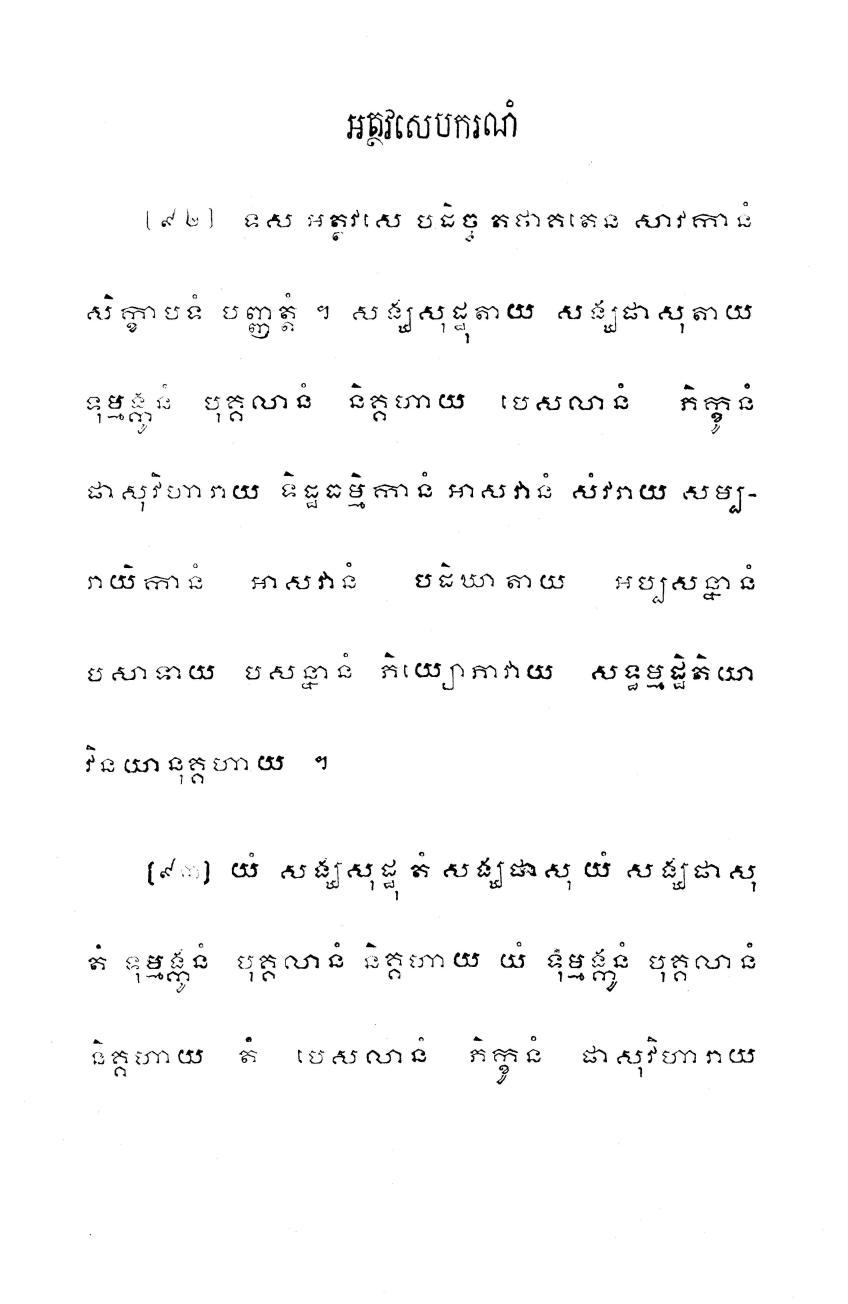 អត្ថវសេបករណំ
[៩២] ទស អត្ថវសេ បដិច្ច តថាគតេន សាវកានំ
សិក្ខាបទំ បញ្ញត្តំ ។ សង្ឃសុដ្ឋុតាយ សង្ឃផាសុតាយ
ទុម្មង្កូនំ បុគ្គលានំ និគ្គហាយ បេសលានំ ភិក្ខូនំ
ផាសុវិហារាយ ទិដ្ឋធម្មិកានំ អាសវានំ សំវរាយ សម្ប-
រាយិកានំ អាសវានំ បដិឃាតាយ អប្បសន្នានំ
បសាទាយ បសន្នានំ ភិយ្យោភាវាយ សទ្ធម្មដ្ឋិតិយា
វិនយានុគ្គហាយ ។
[៩៣] យំ សង្ឃសុដ្ឋុ តំ សង្ឃផាសុ យំ សង្ឃផាសុ
តំ ទុម្មង្កូនំ បុគ្គលានំ និគ្គហាយ យំ ទុម្មង្កូនំ បុគ្គលានំ
និគ្គហាយ តំ បេសលានំ ភិក្ខូនំ ផាសុវិហារាយ